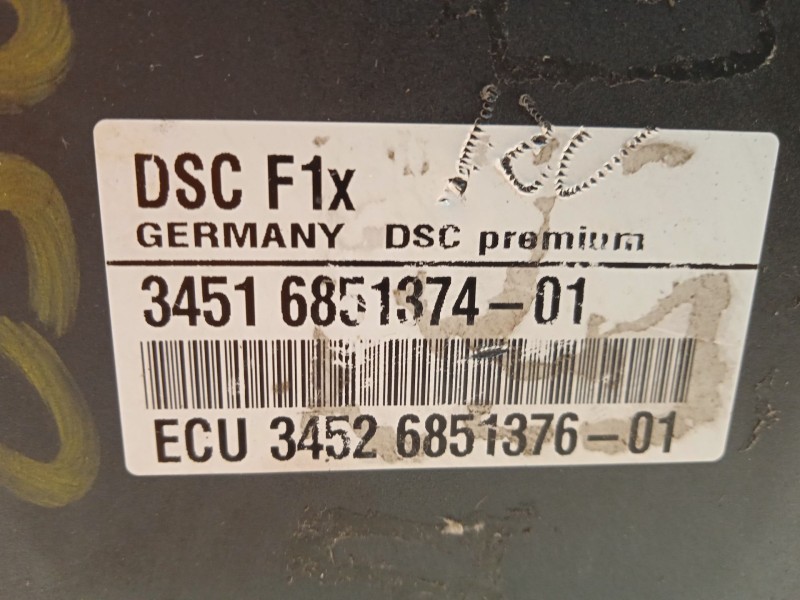 DSC F1x
GERMANY DSC premium
3451 6851374-01
ECU 3452 6851376-01